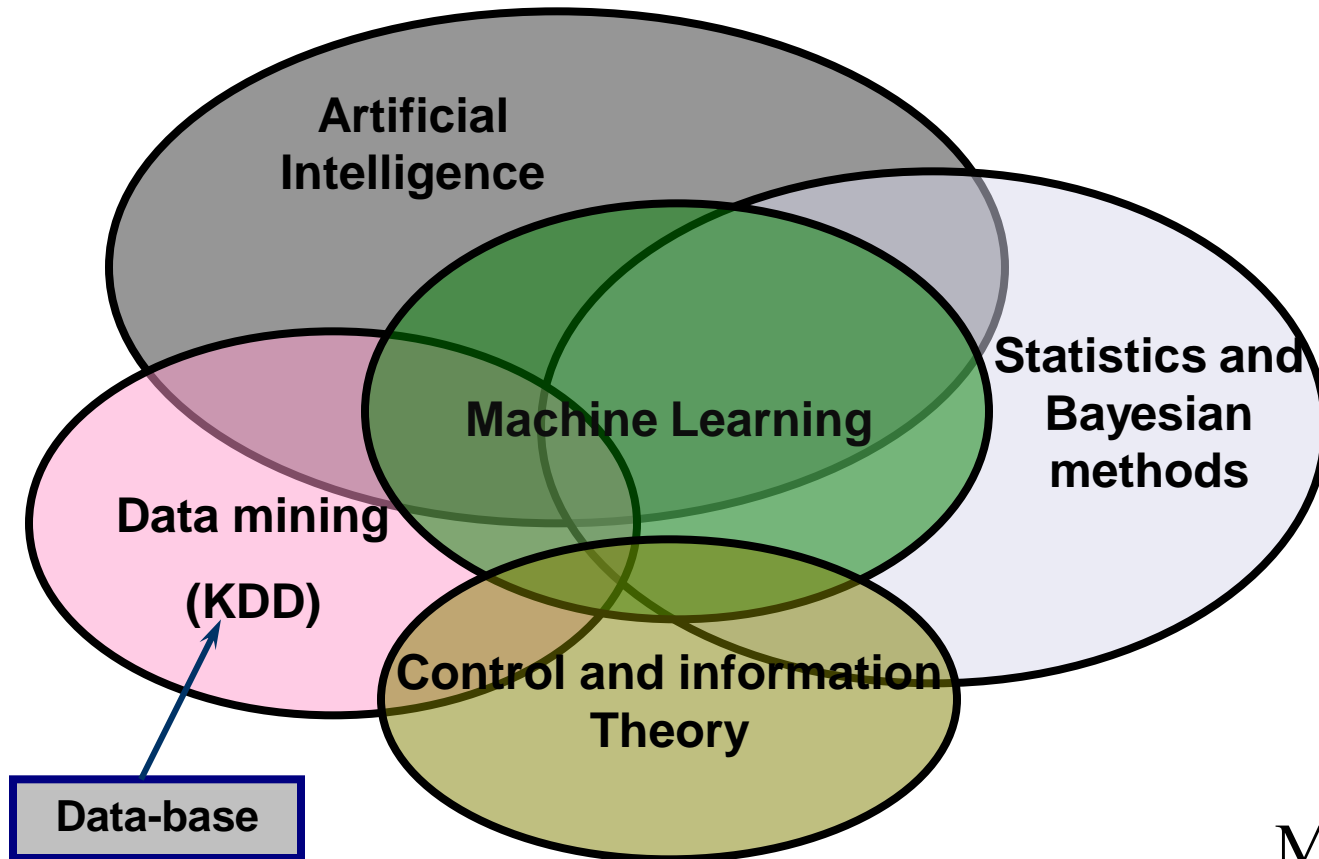 Artificial
Intelligence
Statistics and
Bayesian
methods
Machine Learning
Data mining
(KDD)
Control and information
Theory
Data-base
M